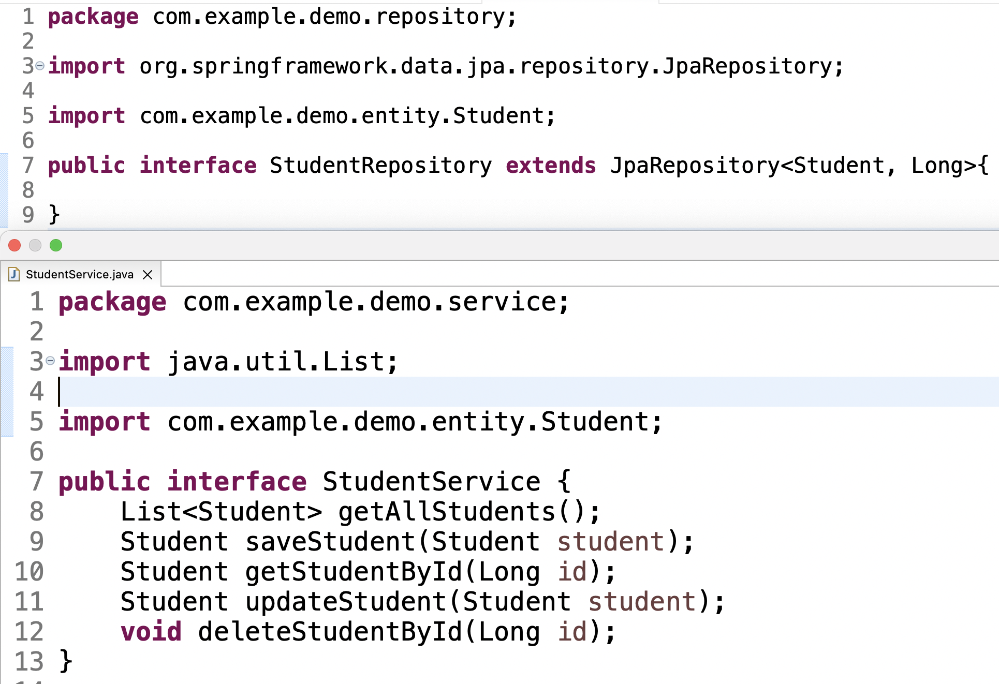 1 package com.example.demo.repository;
2
3 import org.springframework.data.jpa.repository.JpaRepository;
4
5 import com.example.demo.entity.Student;
6
7 public interface StudentRepository extends JpaRepository<Student, Long>{
8
9 }
StudentService.java
1 package com.example.demo.service;
2
3 import java.util.List;
4
5 import com.example.demo.entity.Student;
6
7 public interface StudentService {
8     List<Student> getAllStudents();
9     Student saveStudent(Student student);
10     Student getStudentById(Long id);
11     Student updateStudent(Student student);
12     void deleteStudentById(Long id);
13 }